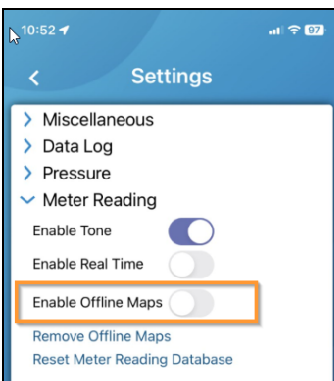 10:52 97
Settings
Miscellaneous
Data Log
Pressure
Meter Reading
Enable Tone
Enable Real Time
Enable Offline Maps
Remove Offline Maps
Reset Meter Reading Database